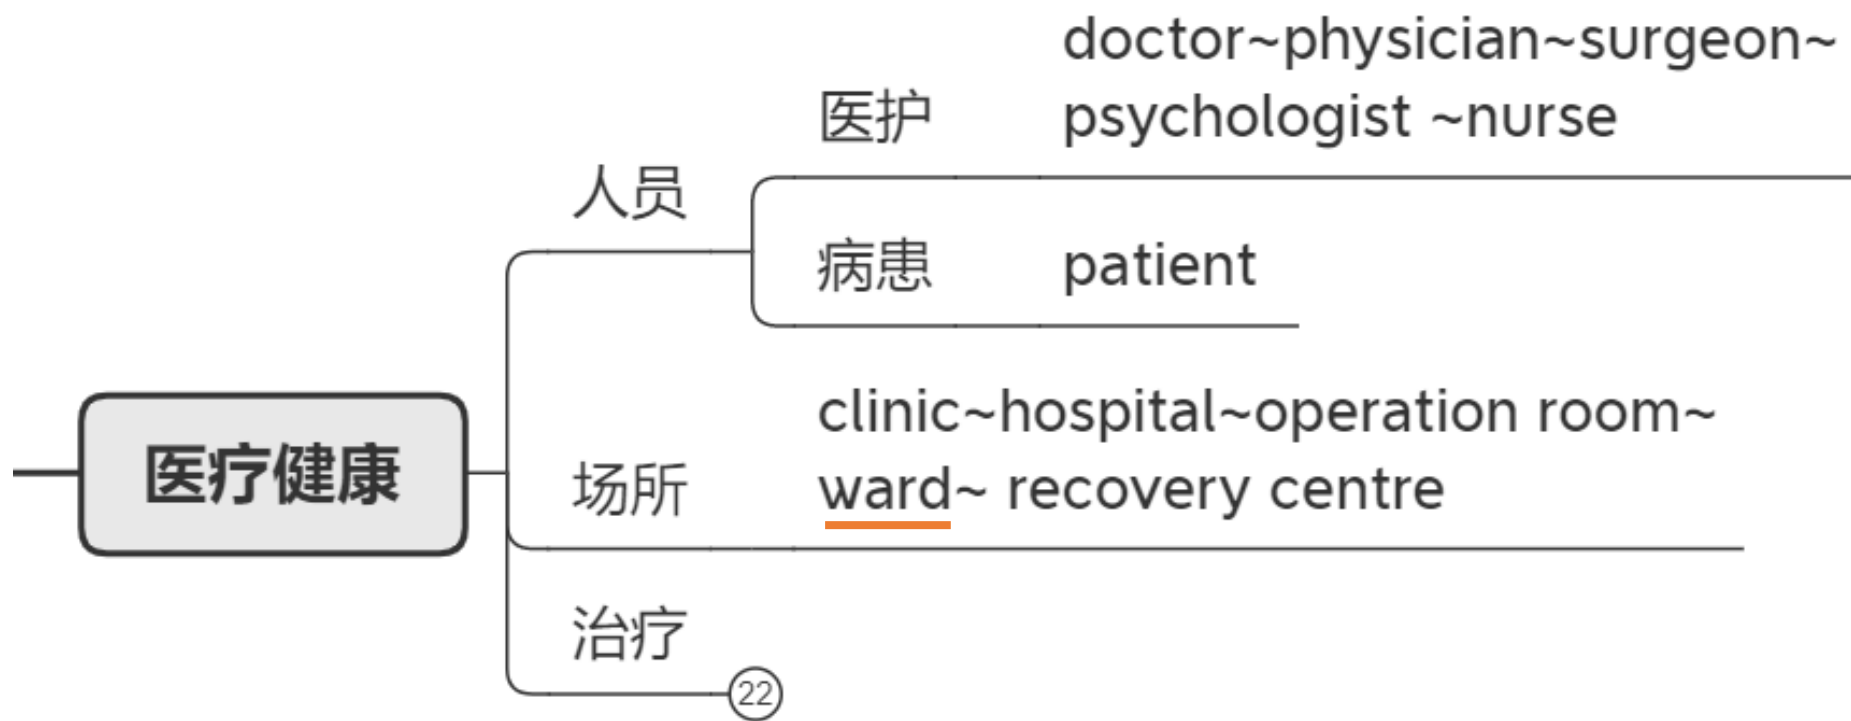 doctor~physician~surgeon~
医护 psychologist ~nurse
人员
病患 patient
clinic~hospital~operation room~
医疗健康
场所 ward~ recovery centre
治疗
22